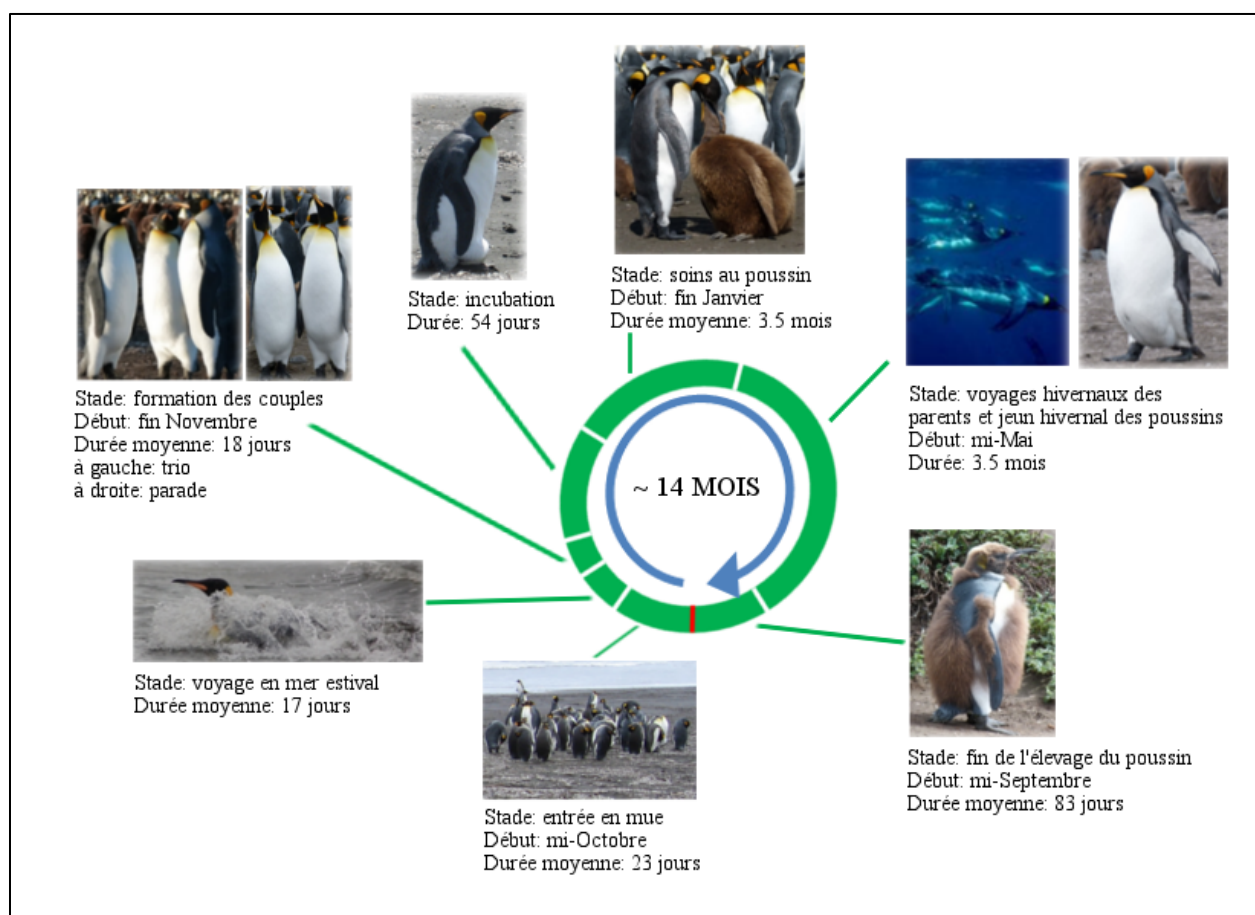 Stade: soins au poussin
Début: fin Janvier
Durée moyenne: 3.5 mois
Stade: incubation
Durée: 54 jours
Stade: formation des couples
Début: fin Novembre
Durée moyenne: 18 jours
à gauche: trio
à droite: parade
Stade: voyages hivernaux des
parents et jeun hivernal des poussins
Début: mi-Mai
Durée: 3.5 mois
~ 14 MOIS
Stade: voyage en mer estival
Durée moyenne: 17 jours
Stade: entrée en mue
Début: mi-Octobre
Durée moyenne: 23 jours
Stade: fin de l'élevage du poussin
Début: mi-Septembre
Durée moyenne: 83 jours